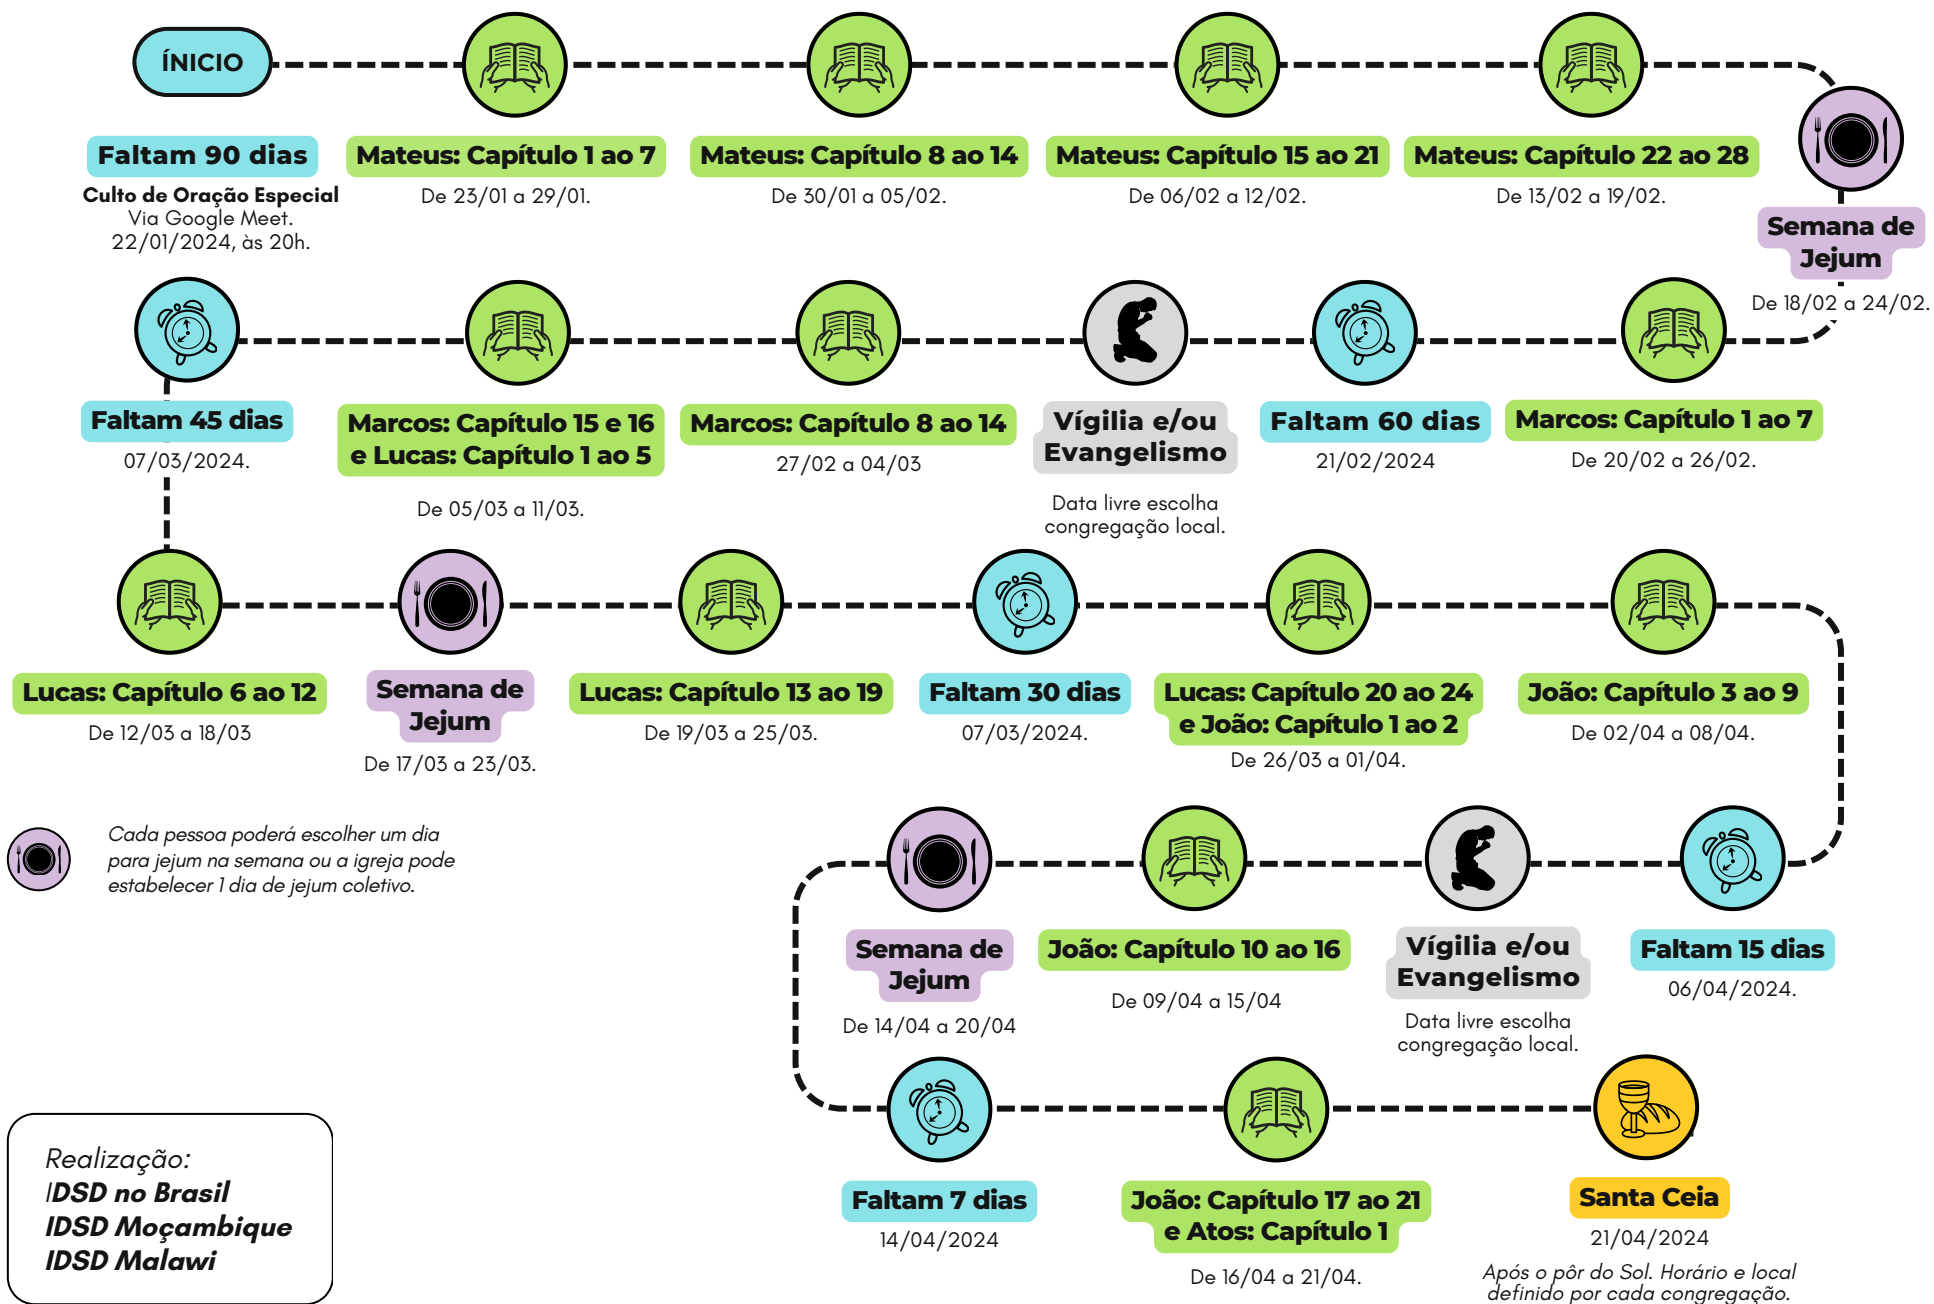 ÍNICIO
Faltam 90 dias
Culto de Oração Especial
Via Google Meet.
22/01/2024, às 20h.
Mateus: Capítulo 1 ao 7
De 23/01 a 29/01.
Mateus: Capítulo 8 ao 14
De 30/01 a 05/02.
Mateus: Capítulo 15 ao 21
De 06/02 a 12/02.
Mateus: Capítulo 22 ao 28
De 13/02 a 19/02.
Semana de
Jejum
De 18/02 a 24/02.
Marcos: Capítulo 1 ao 7
De 20/02 a 26/02.
Faltam 60 dias
21/02/2024
Vígilia e/ou
Evangelismo
Data livre escolha
congregação local.
Marcos: Capítulo 8 ao 14
27/02 a 04/03
Marcos: Capítulo 15 e 16
e Lucas: Capítulo 1 ao 5
De 05/03 a 11/03.
Faltam 45 dias
07/03/2024.
Lucas: Capítulo 6 ao 12
De 12/03 a 18/03
Semana de
Jejum
De 17/03 a 23/03.
Lucas: Capítulo 13 ao 19
De 19/03 a 25/03.
Faltam 30 dias
07/03/2024.
Lucas: Capítulo 20 ao 24
e João: Capítulo 1 ao 2
De 26/03 a 01/04.
João: Capítulo 3 ao 9
De 02/04 a 08/04.
Faltam 15 dias
06/04/2024.
Vígilia e/ou
Evangelismo
Data livre escolha
congregação local.
João: Capítulo 10 ao 16
De 09/04 a 15/04
Semana de
Jejum
De 14/04 a 20/04
Faltam 7 dias
14/04/2024
João: Capítulo 17 ao 21
e Atos: Capítulo 1
De 16/04 a 21/04.
Santa Ceia
21/04/2024
Após o pôr do Sol. Horário e local
definido por cada congregação.
Cada pessoa poderá escolher um dia
para jejum na semana ou a igreja pode
estabelecer 1 dia de jejum coletivo.
Realização:
IDSD no Brasil
IDSD Moçambique
IDSD Malawi